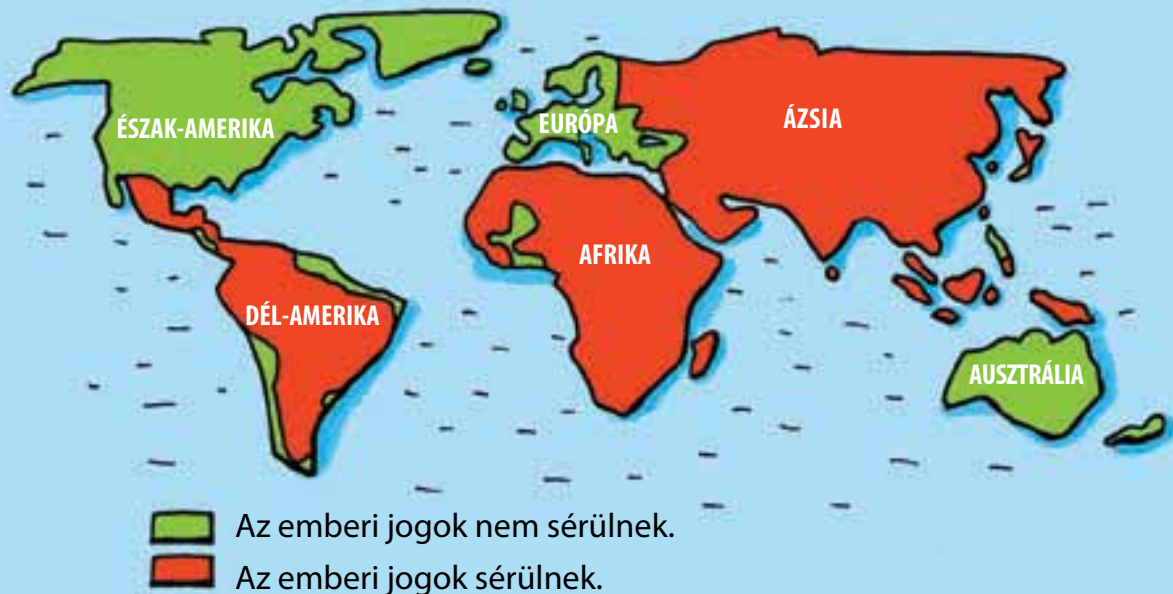 ÉSZAK-AMERIKA
EURÓPA
ÁZSIA
AFRIKA
DÉL-AMERIKA
AUSZTRÁLIA
Az emberi jogok nem sérülnek.
Az emberi jogok sérülnek.